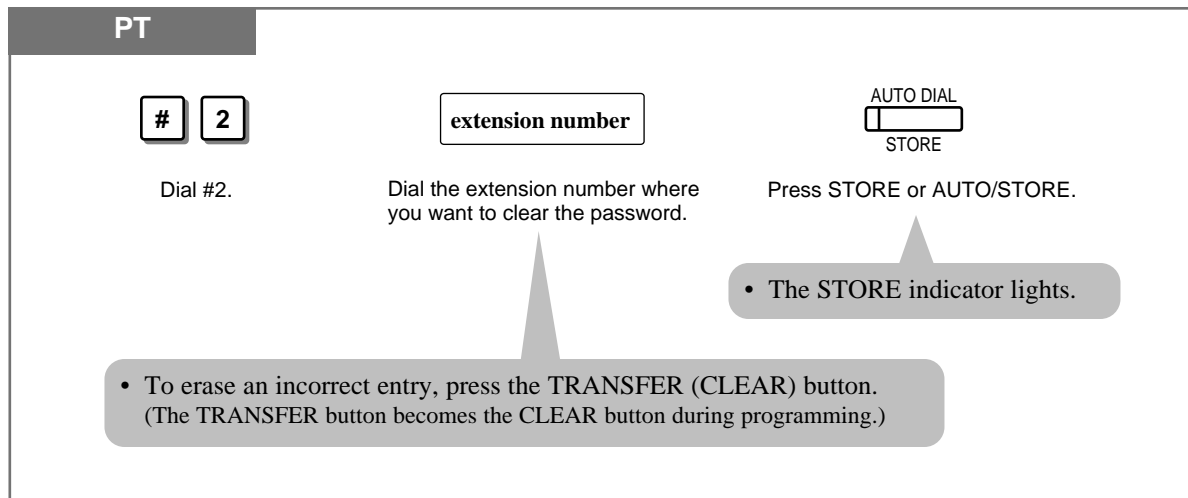 PT
# 2
extension number
AUTO DIAL
STORE
Dial #2.
Dial the extension number where
you want to clear the password.
Press STORE or AUTO/STORE.
• The STORE indicator lights.
• To erase an incorrect entry, press the TRANSFER (CLEAR) button.
(The TRANSFER button becomes the CLEAR button during programming.)